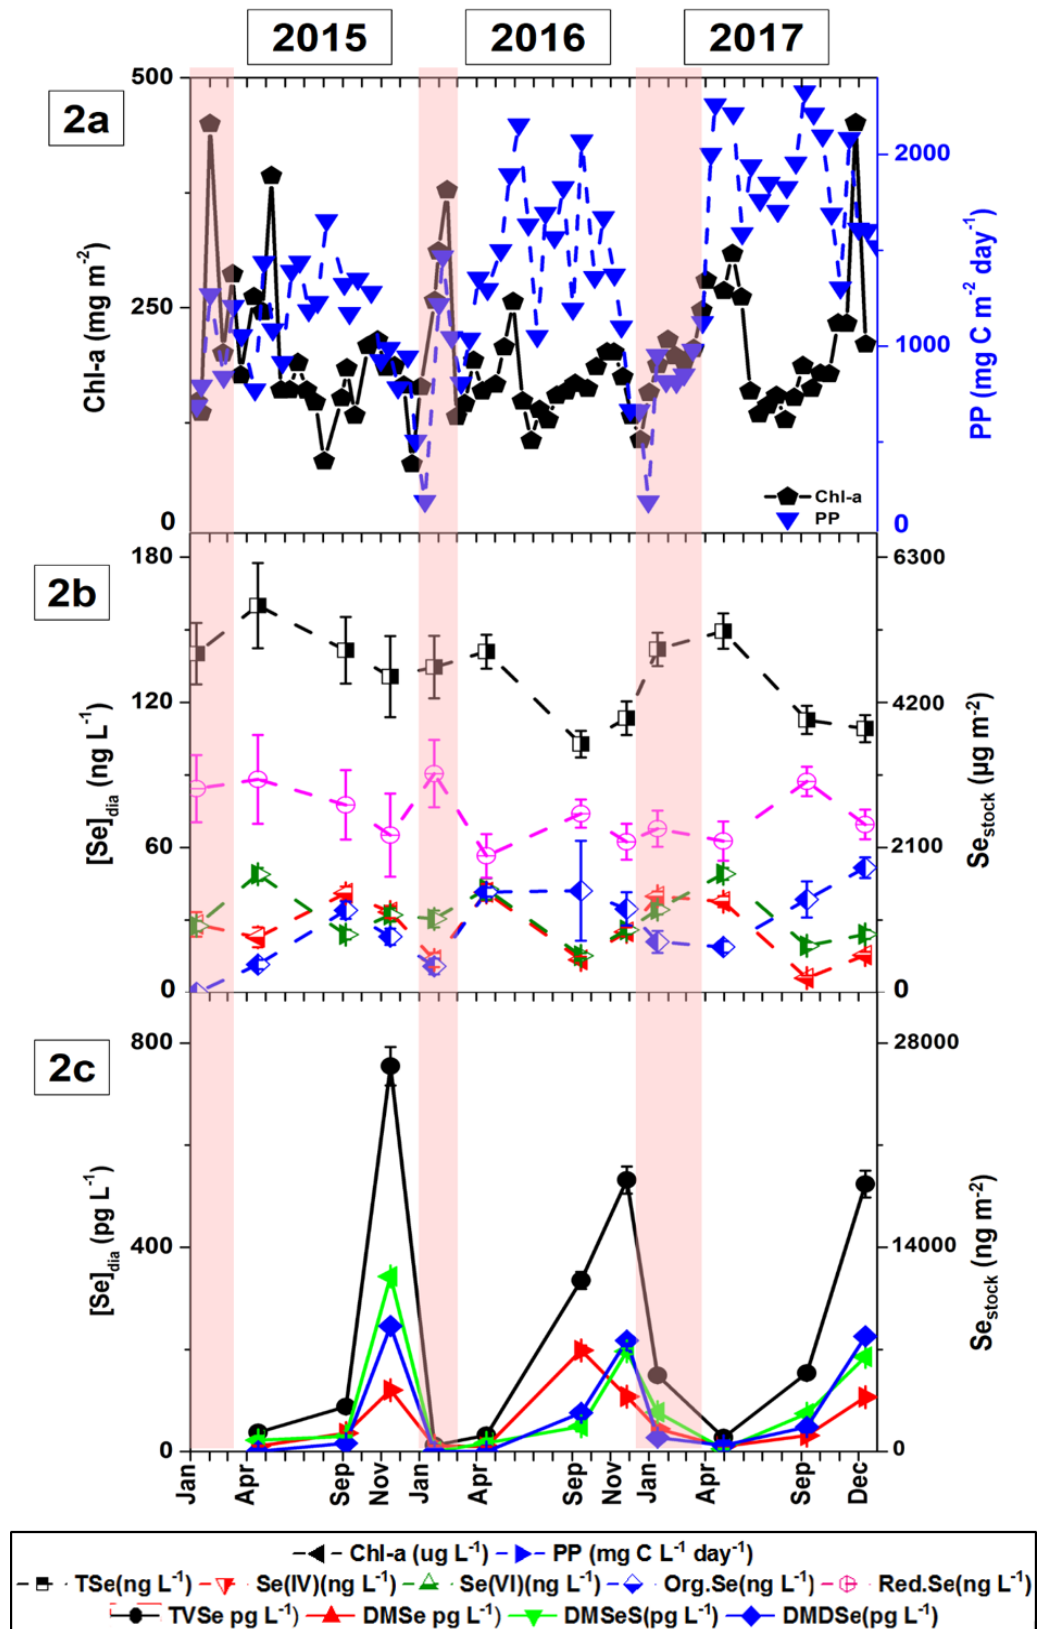 2015 2016 2017
2a
500
250
0
Chl-a (mg m-2)
2000
1000
0
PP (mg C m-2 day-1)
Chl-a
PP
2b
180
120
60
0
[Se]dia (ng L-1)
6300
4200
2100
0
Sestock (µg m-2)
2c
800
400
0
[Se]dia (pg L-1)
28000
14000
0
Sestock (ng m-2)
Jan Apr Sep Nov Jan Apr Sep Nov Jan Apr Sep Dec
Chl-a (ug L-1) PP (mg C L-1 day-1)
TSe(ng L-1) Se(IV)(ng L-1) Se(VI)(ng L-1) Org.Se(ng L-1) Red.Se(ng L-1)
TVSe pg L-1) DMSe pg L-1) DMSeS(pg L-1) DMDSe(pg L-1)